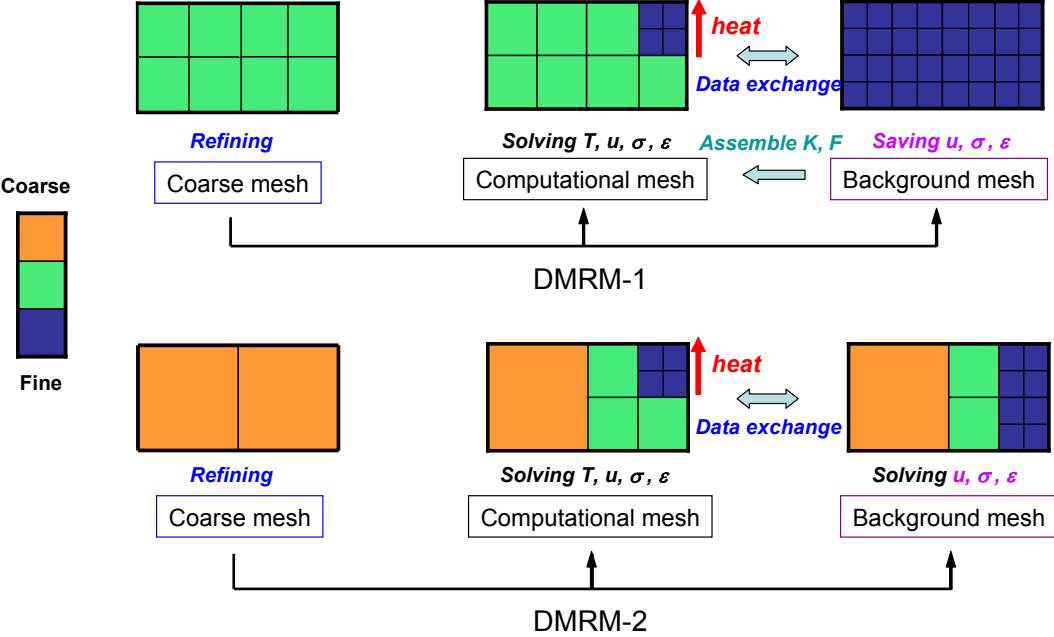 heat
Data exchange
Refining
Solving T, u, σ, ε
Assemble K, F
Saving u, σ, ε
Coarse mesh
Computational mesh
Background mesh
Coarse
Fine
DMRM-1
heat
Data exchange
Refining
Solving T, u, σ, ε
Solving u, σ, ε
Coarse mesh
Computational mesh
Background mesh
DMRM-2